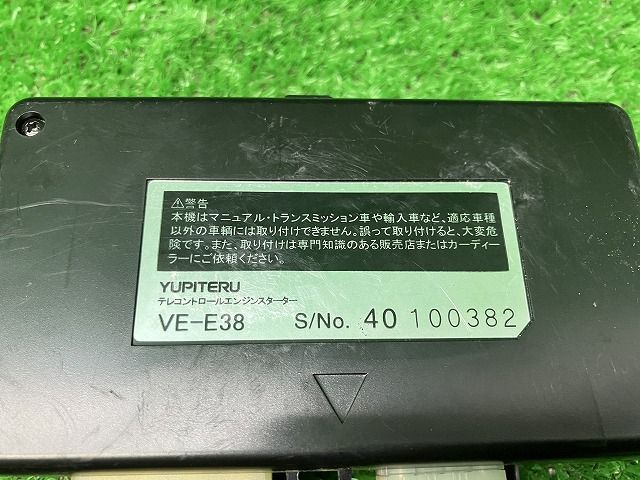 ⚠警告
本機はマニュアル・トランスミッション車や輸入車など、適応車種
以外の車輌には取り付けできません。誤って取り付けると、大変危
険です。また、取り付けは専門知識のある販売店またはカーディー
ラーにご依頼ください。
YUPITERU
テレコントロールエンジンスターター
VE-E38 S/No. 40 100382